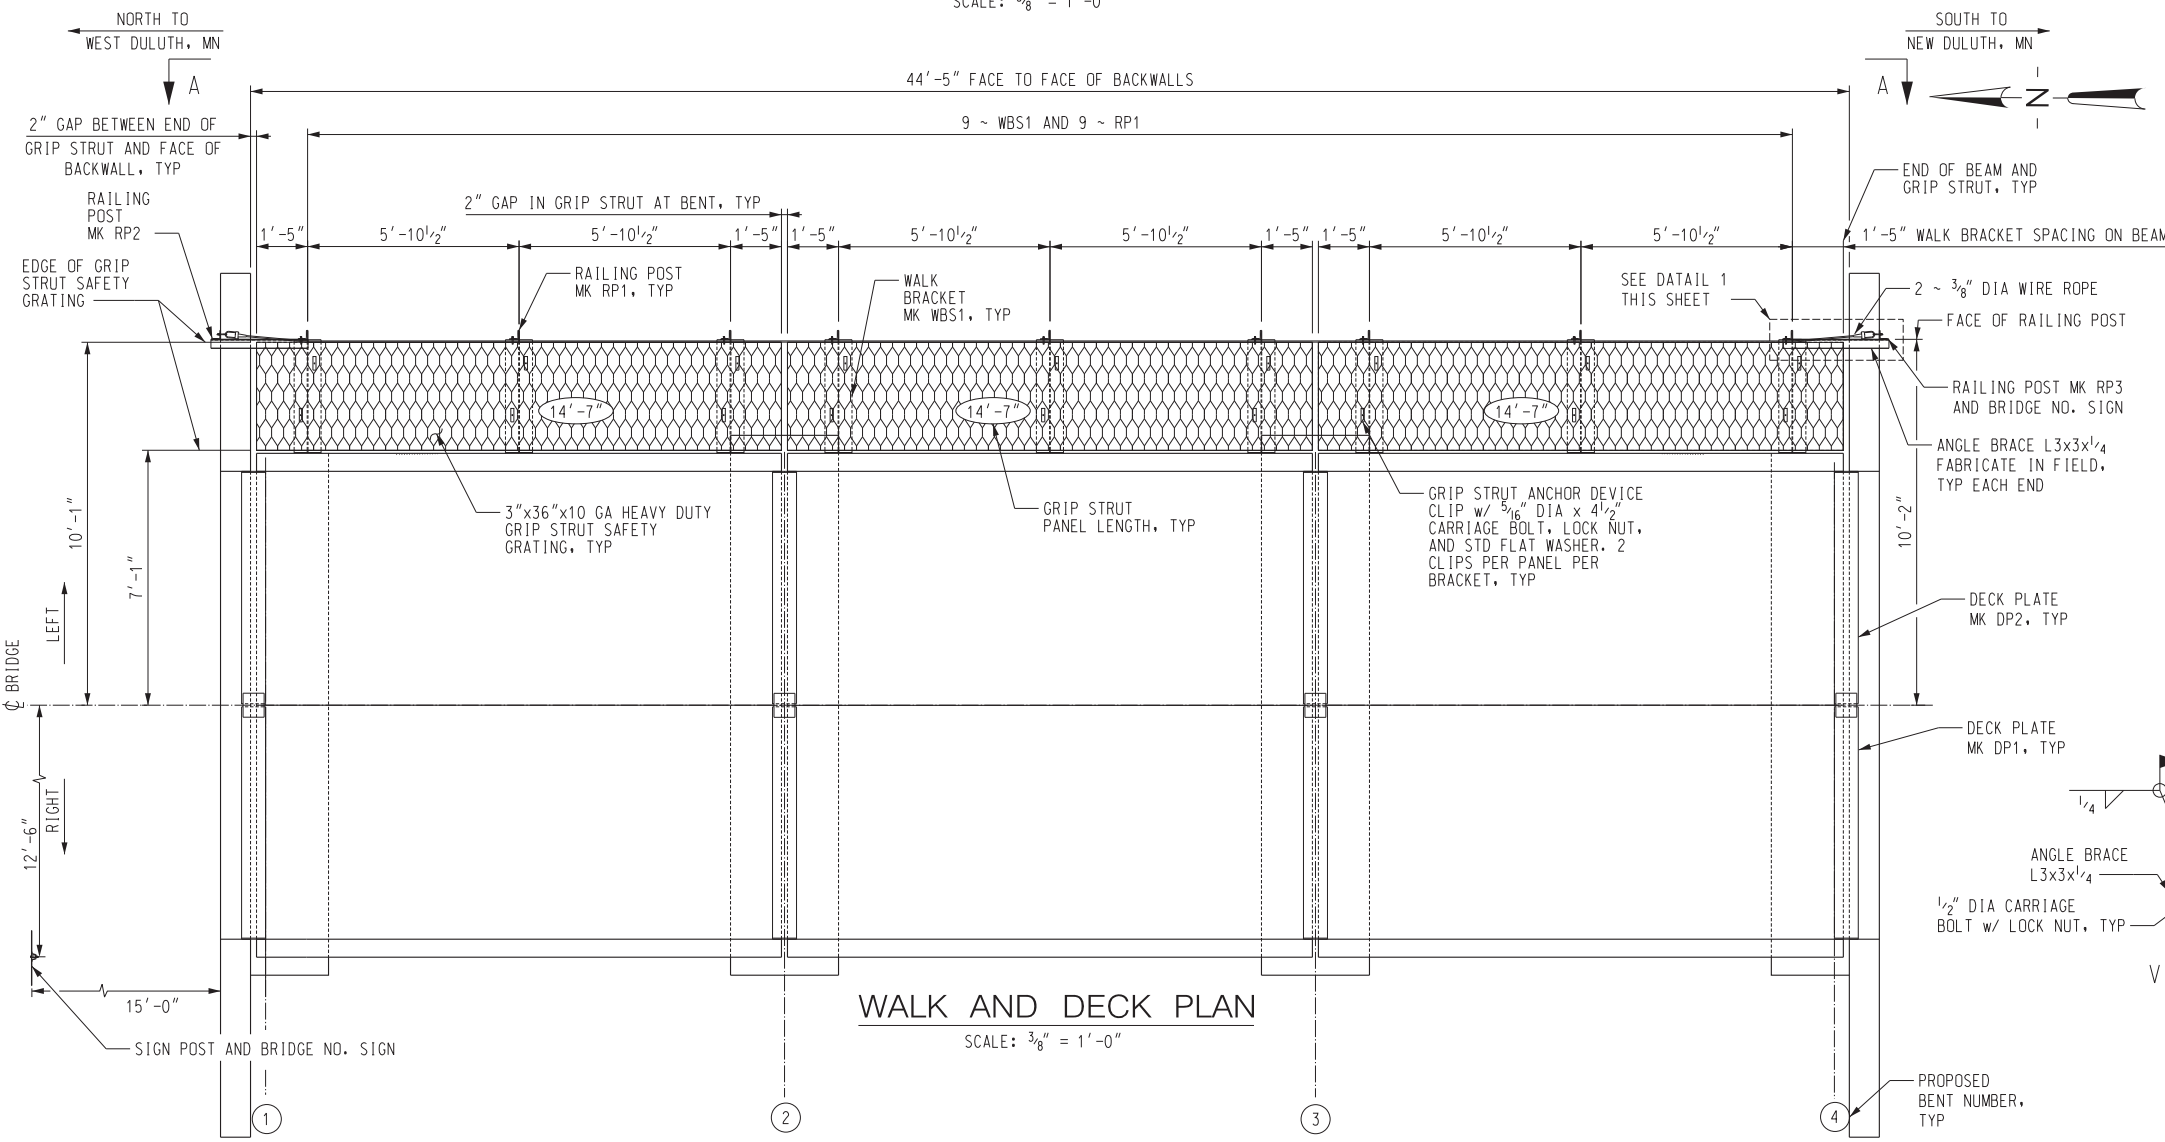 SCALE: 3/8" = 1'-0"
NORTH TO
WEST DULUTH, MN
SOUTH TO
NEW DULUTH, MN
A
A
N
44'-5" FACE TO FACE OF BACKWALLS
9 ~ WBS1 AND 9 ~ RP1
2" GAP BETWEEN END OF
GRIP STRUT AND FACE OF
BACKWALL, TYP
END OF BEAM AND
GRIP STRUT, TYP
RAILING
POST
MK RP2
2" GAP IN GRIP STRUT AT BENT, TYP
1'-5"
5'-10 1/2"
5'-10 1/2"
1'-5"
1'-5"
5'-10 1/2"
5'-10 1/2"
1'-5"
1'-5"
5'-10 1/2"
5'-10 1/2"
1'-5" WALK BRACKET SPACING ON BEAM
EDGE OF GRIP
STRUT SAFETY
GRATING
RAILING POST
MK RP1, TYP
WALK
BRACKET
MK WBS1, TYP
SEE DATAIL 1
THIS SHEET
2 ~ 3/8" DIA WIRE ROPE
FACE OF RAILING POST
RAILING POST MK RP3
AND BRIDGE NO. SIGN
14'-7"
14'-7"
14'-7"
ANGLE BRACE L3x3x1/4
FABRICATE IN FIELD,
TYP EACH END
3"x36"x10 GA HEAVY DUTY
GRIP STRUT SAFETY
GRATING, TYP
GRIP STRUT
PANEL LENGTH, TYP
GRIP STRUT ANCHOR DEVICE
CLIP w/ 5/16" DIA x 4 1/2"
CARRIAGE BOLT, LOCK NUT,
AND STD FLAT WASHER. 2
CLIPS PER PANEL PER
BRACKET, TYP
10'-1"
7'-1"
10'-2"
LEFT
DECK PLATE
MK DP2, TYP
℄ BRIDGE
DECK PLATE
MK DP1, TYP
RIGHT
12'-6"
1/4
ANGLE BRACE
L3x3x1/4
1/2" DIA CARRIAGE
BOLT w/ LOCK NUT, TYP
V
15'-0"
WALK AND DECK PLAN
SCALE: 3/8" = 1'-0"
SIGN POST AND BRIDGE NO. SIGN
PROPOSED
BENT NUMBER,
TYP
1
2
3
4